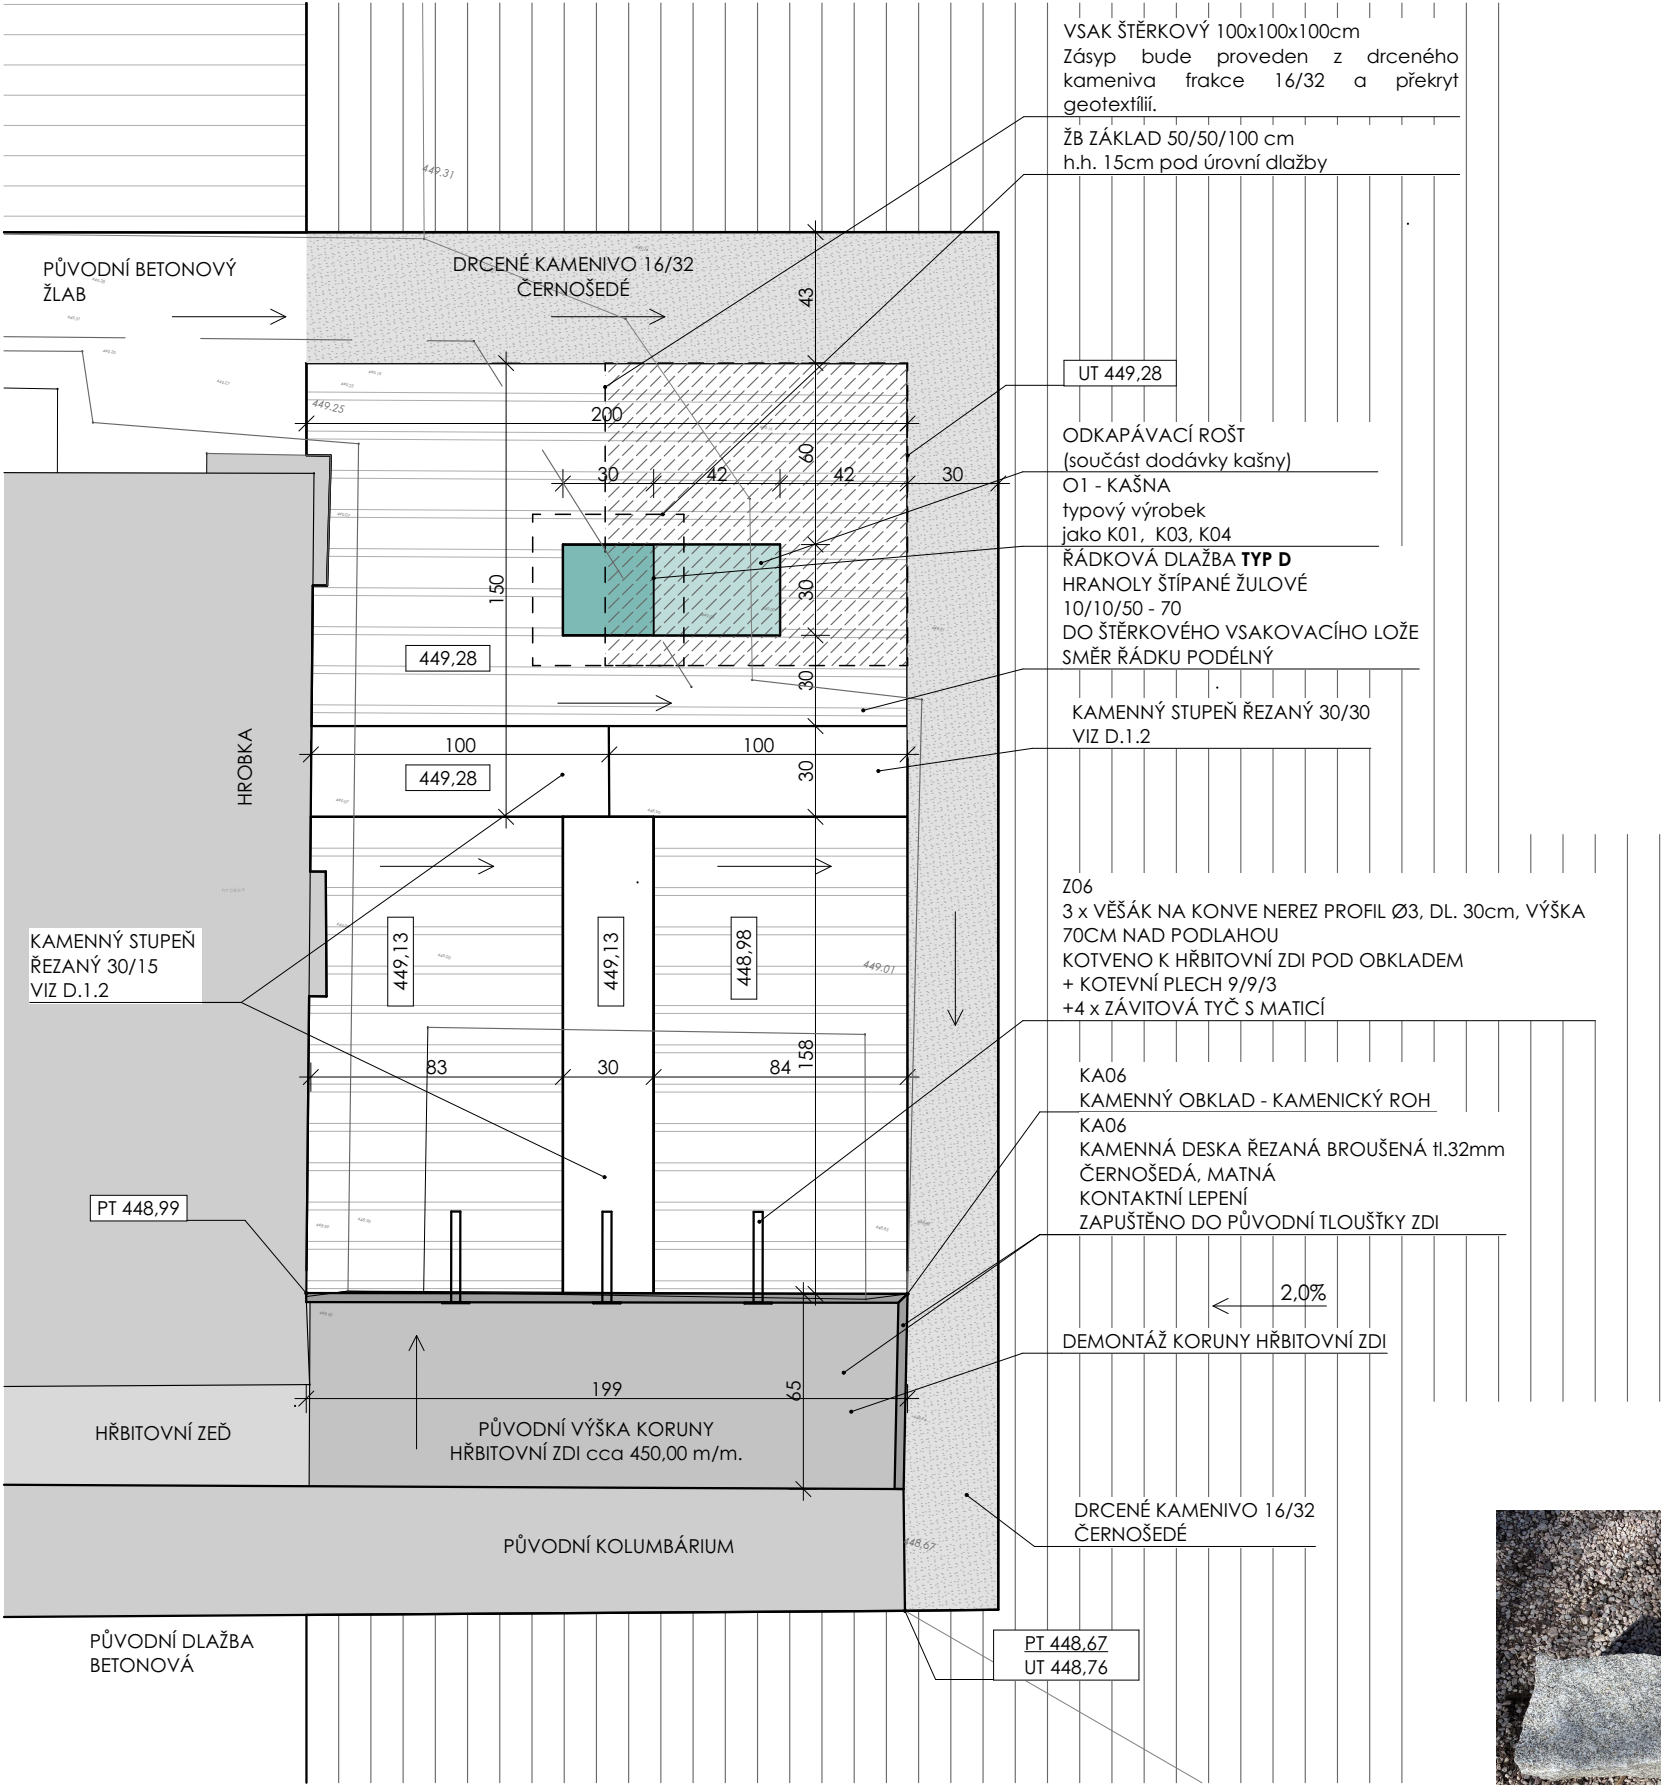 VSAK ŠTĚRKOVÝ 100x100x100cm
Zásyp bude proveden z drceného
kameniva frakce 16/32 a překryt
geotextílií.
ŽB ZÁKLAD 50/50/100 cm
h.h. 15cm pod úrovní dlažby
449.31
PŮVODNÍ BETONOVÝ
ŽLAB
DRCENÉ KAMENIVO 16/32
ČERNOŠEDÉ
43
UT 449,28
449.25
200
60
30
42
42
30
ODKAPÁVACÍ ROŠT
(součást dodávky kašny)
O1 - KAŠNA
typový výrobek
jako K01, K03, K04
ŘÁDKOVÁ DLAŽBA TYP D
HRANOLY ŠTÍPANÉ ŽULOVÉ
10/10/50 - 70
DO ŠTĚRKOVÉHO VSAKOVACÍHO LOŽE
SMĚR ŘÁDKU PODÉLNÝ
150
30
449,28
30
KAMENNÝ STUPEŇ ŘEZANÝ 30/30
VIZ D.1.2
HROBKA
100
100
30
449,28
Z06
3 x VĚŠÁK NA KONVE NEREZ PROFIL Ø3, DL. 30cm, VÝŠKA
70CM NAD PODLAHOU
KOTVENO K HŘBITOVNÍ ZDI POD OBKLADEM
+ KOTEVNÍ PLECH 9/9/3
+4 x ZÁVITOVÁ TYČ S MATICÍ
KAMENNÝ STUPEŇ
ŘEZANÝ 30/15
VIZ D.1.2
449,13
449,13
448,98
449.01
158
83
30
84
KA06
KAMENNÝ OBKLAD - KAMENICKÝ ROH
KA06
KAMENNÁ DESKA ŘEZANÁ BROUŠENÁ tl.32mm
ČERNOŠEDÁ, MATNÁ
KONTAKTNÍ LEPENÍ
ZAPUŠTĚNO DO PŮVODNÍ TLOUŠŤKY ZDI
PT 448,99
2,0%
DEMONTÁŽ KORUNY HŘBITOVNÍ ZDI
199
65
HŘBITOVNÍ ZEĎ
PŮVODNÍ VÝŠKA KORUNY
HŘBITOVNÍ ZDI cca 450,00 m/m.
DRCENÉ KAMENIVO 16/32
ČERNOŠEDÉ
PŮVODNÍ KOLUMBÁRIUM
448.67
PŮVODNÍ DLAŽBA
BETONOVÁ
PT 448,67
UT 448,76